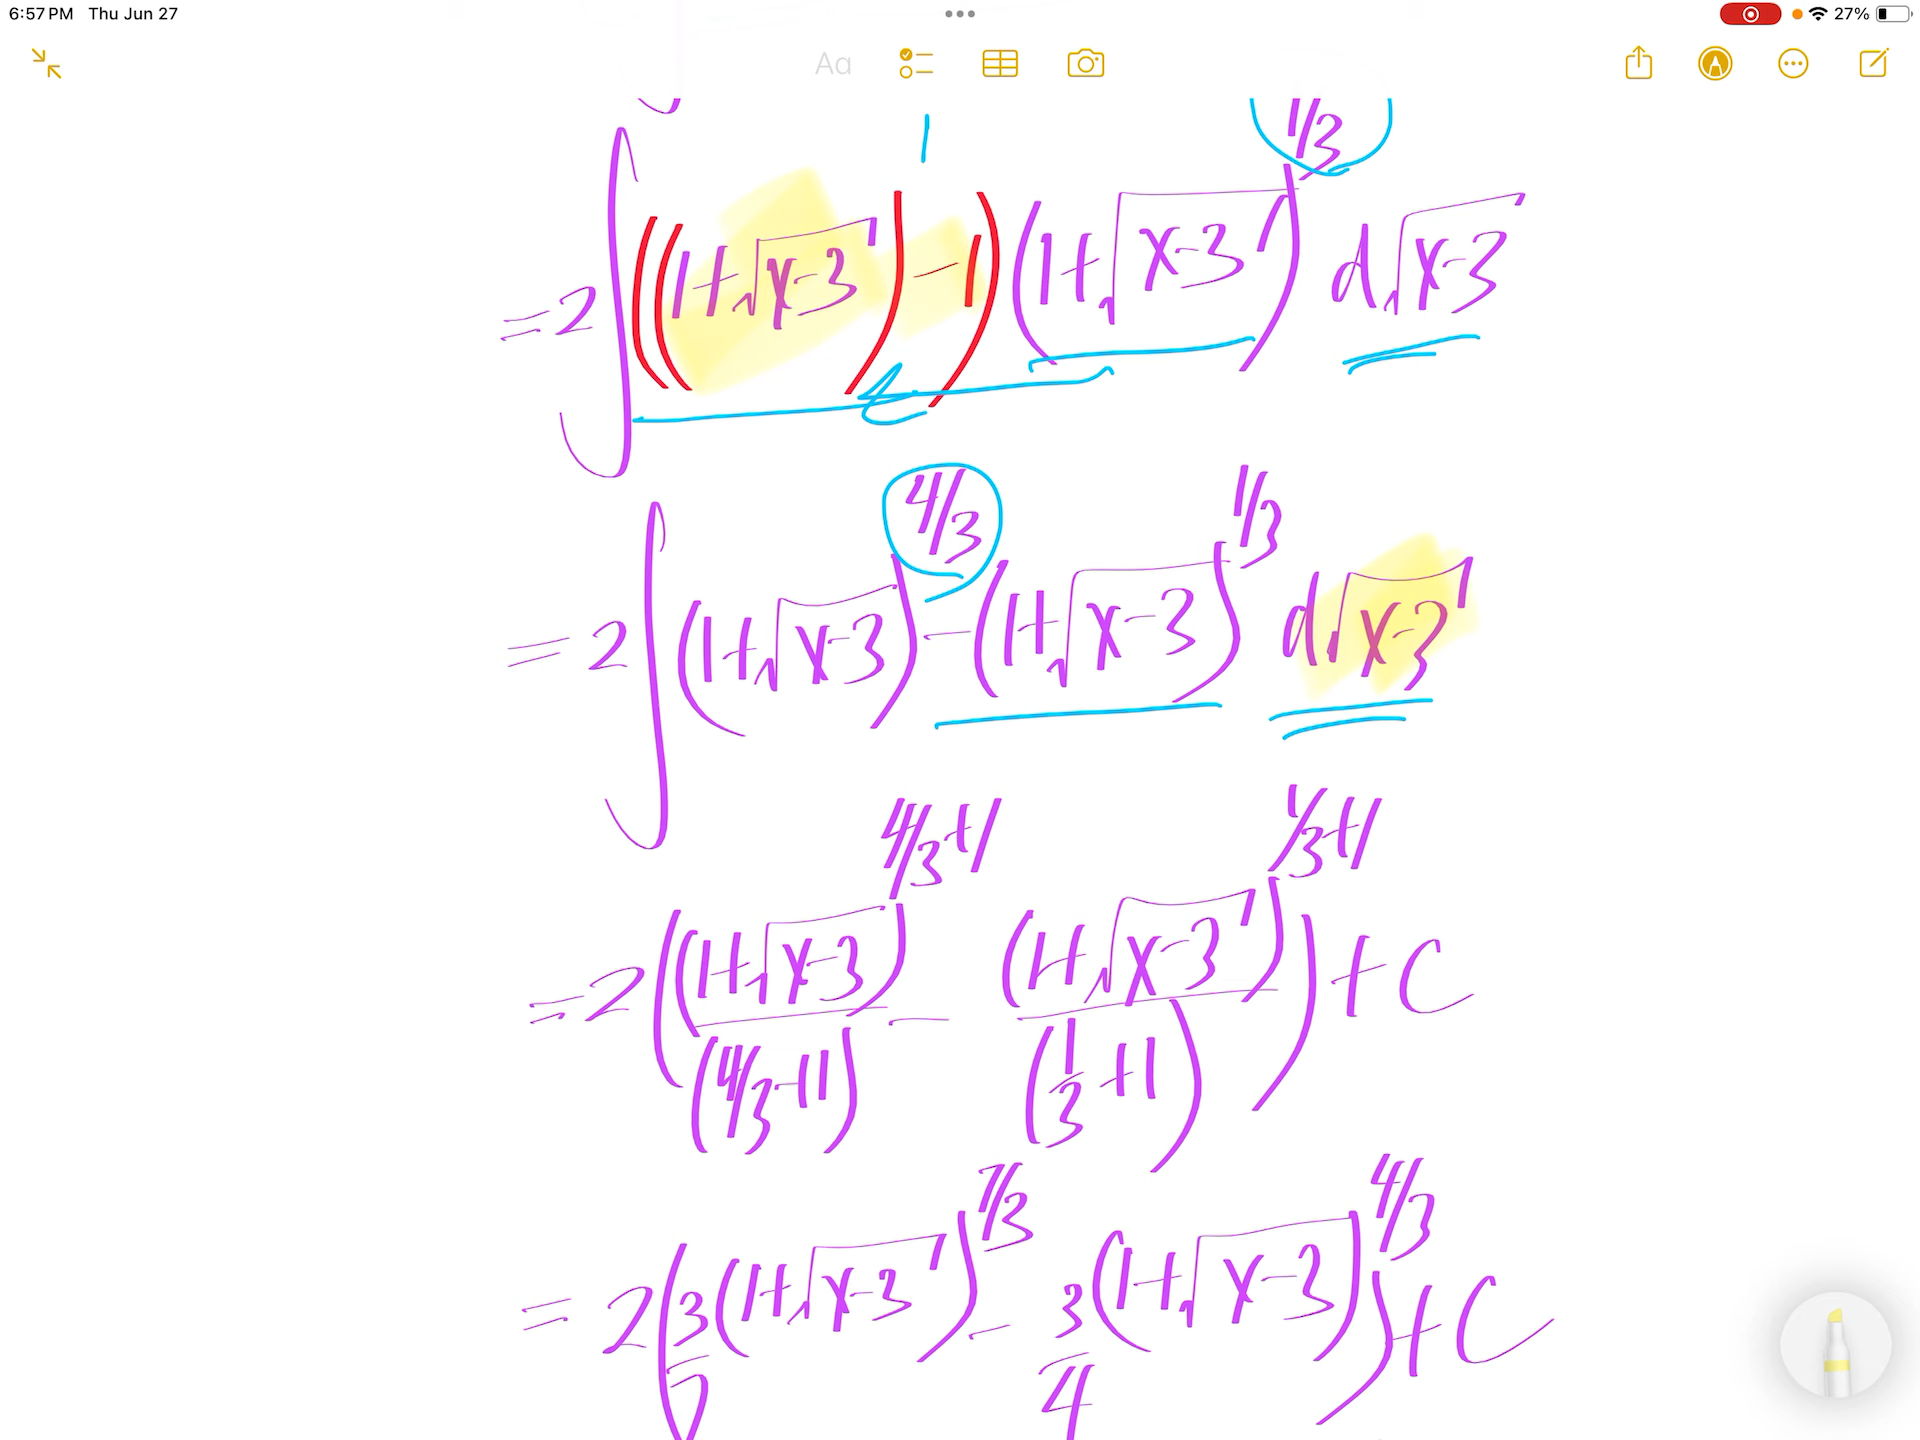 6:57 PM Thu Jun 27
27%
Aa
1
= 2 ∫ ((1+√(x-3)) - 1) (1+√(x-3))^(1/3) d√(x-3)
= 2 ∫ (1+√(x-3))^(4/3) - (1+√(x-3))^(1/3) d√(x-3)
= 2 ( (1+√(x-3))^(4/3+1) / (4/3+1) - (1+√(x-3))^(1/3+1) / (1/3+1) ) + C
= 2 ( 3/7 (1+√(x-3))^(7/3) - 3/4 (1+√(x-3))^(4/3) ) + C